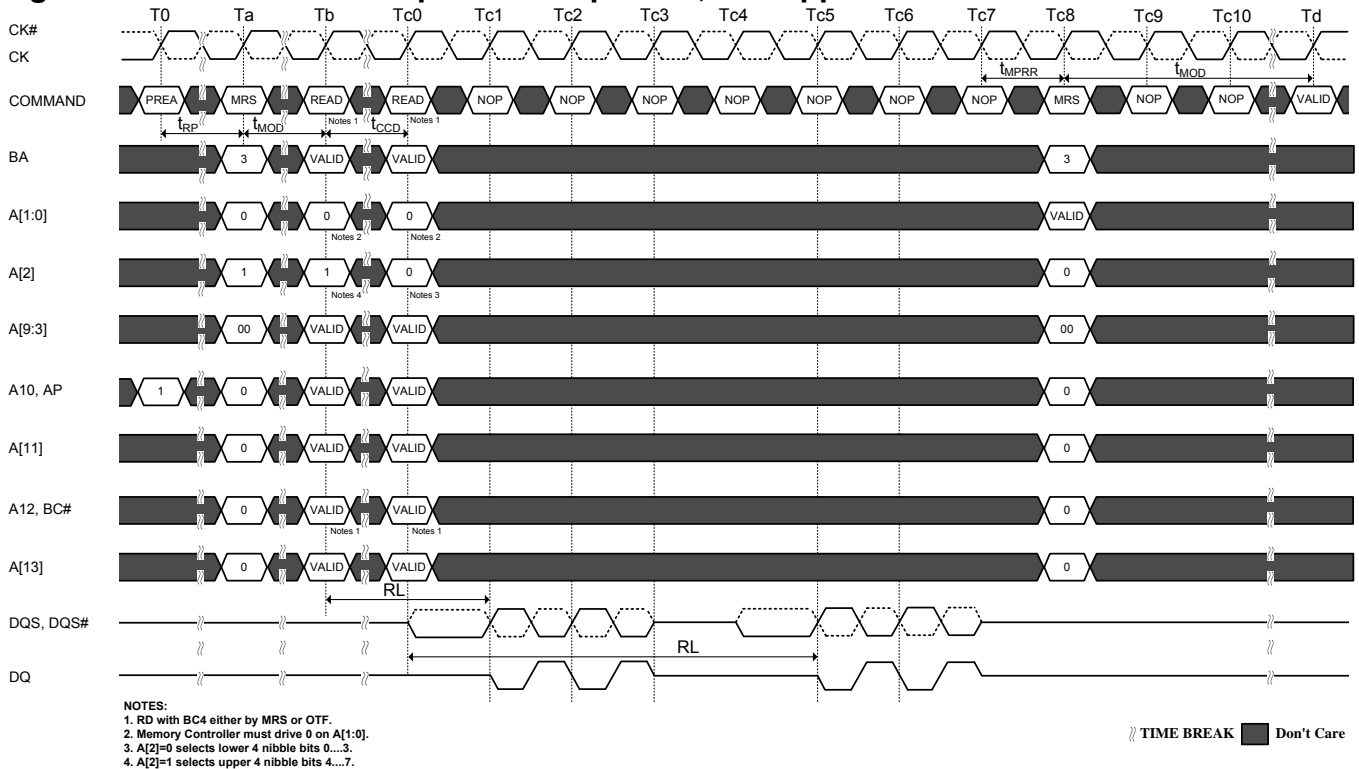 T0 Ta Tb Tc0 Tc1 Tc2 Tc3 Tc4 Tc5 Tc6 Tc7 Tc8 Tc9 Tc10 Td
CK#
CK
tMPRR tMOD
COMMAND PREA MRS READ READ NOP NOP NOP NOP NOP NOP NOP MRS NOP NOP VALID
Notes 1 Notes 1
tRP tMOD tCCD
BA 3 VALID VALID 3
A[1:0] 0 0 0 VALID
Notes 2 Notes 2
A[2] 1 1 0 0
Notes 4 Notes 3
A[9:3] 00 VALID VALID 00
A10, AP 1 0 VALID VALID 0
A[11] 0 VALID VALID 0
A12, BC# 0 VALID VALID 0
Notes 1 Notes 1
A[13] 0 VALID VALID 0
RL
DQS, DQS#
RL
DQ
NOTES:
1. RD with BC4 either by MRS or OTF.
2. Memory Controller must drive 0 on A[1:0].
3. A[2]=0 selects lower 4 nibble bits 0....3.
4. A[2]=1 selects upper 4 nibble bits 4....7.
TIME BREAK Don't Care